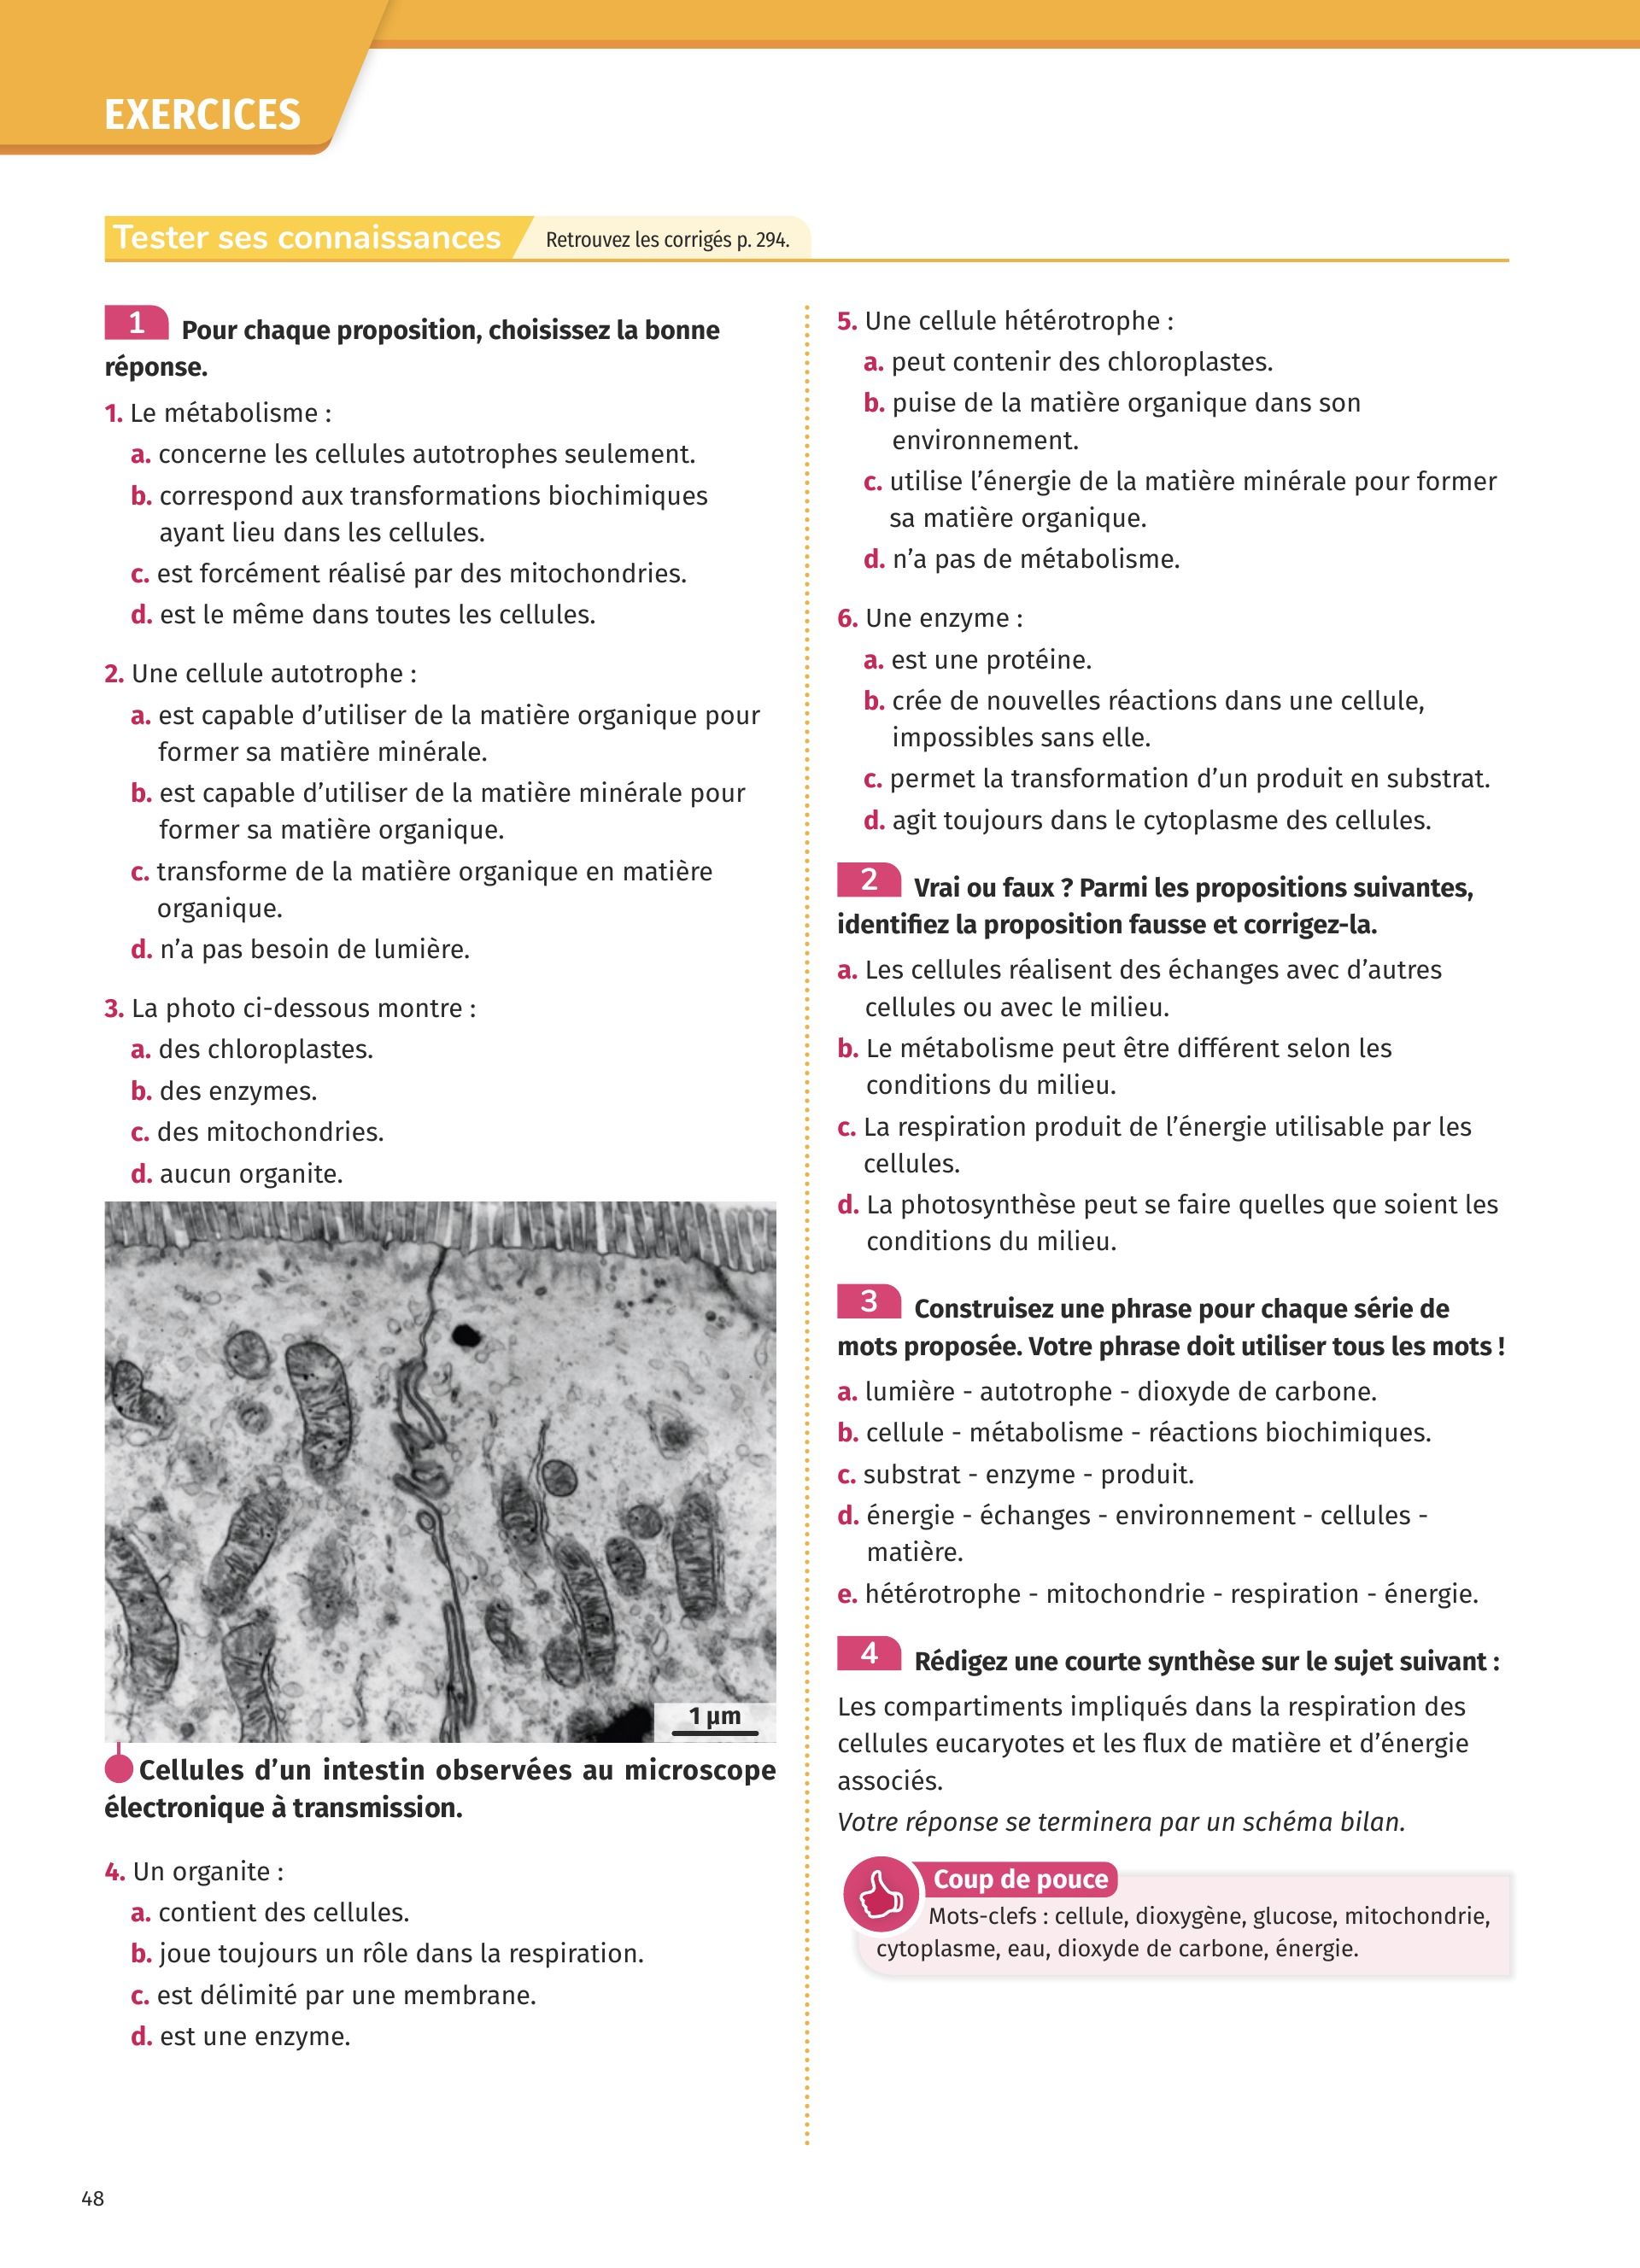 EXERCICES
Tester ses connaissances
Retrouvez les corrigés p. 294.
1 Pour chaque proposition, choisissez la bonne
réponse.
1. Le métabolisme :
a. concerne les cellules autotrophes seulement.
b. correspond aux transformations biochimiques
ayant lieu dans les cellules.
c. est forcément réalisé par des mitochondries.
d. est le même dans toutes les cellules.
2. Une cellule autotrophe :
a. est capable d’utiliser de la matière organique pour
former sa matière minérale.
b. est capable d’utiliser de la matière minérale pour
former sa matière organique.
c. transforme de la matière organique en matière
organique.
d. n’a pas besoin de lumière.
3. La photo ci-dessous montre :
a. des chloroplastes.
b. des enzymes.
c. des mitochondries.
d. aucun organite.
1 µm
Cellules d’un intestin observées au microscope
électronique à transmission.
4. Un organite :
a. contient des cellules.
b. joue toujours un rôle dans la respiration.
c. est délimité par une membrane.
d. est une enzyme.
5. Une cellule hétérotrophe :
a. peut contenir des chloroplastes.
b. puise de la matière organique dans son
environnement.
c. utilise l’énergie de la matière minérale pour former
sa matière organique.
d. n’a pas de métabolisme.
6. Une enzyme :
a. est une protéine.
b. crée de nouvelles réactions dans une cellule,
impossibles sans elle.
c. permet la transformation d’un produit en substrat.
d. agit toujours dans le cytoplasme des cellules.
2 Vrai ou faux ? Parmi les propositions suivantes,
identifiez la proposition fausse et corrigez-la.
a. Les cellules réalisent des échanges avec d’autres
cellules ou avec le milieu.
b. Le métabolisme peut être différent selon les
conditions du milieu.
c. La respiration produit de l’énergie utilisable par les
cellules.
d. La photosynthèse peut se faire quelles que soient les
conditions du milieu.
3 Construisez une phrase pour chaque série de
mots proposée. Votre phrase doit utiliser tous les mots !
a. lumière - autotrophe - dioxyde de carbone.
b. cellule - métabolisme - réactions biochimiques.
c. substrat - enzyme - produit.
d. énergie - échanges - environnement - cellules -
matière.
e. hétérotrophe - mitochondrie - respiration - énergie.
4 Rédigez une courte synthèse sur le sujet suivant :
Les compartiments impliqués dans la respiration des
cellules eucaryotes et les flux de matière et d’énergie
associés.
Votre réponse se terminera par un schéma bilan.
Coup de pouce
Mots-clefs : cellule, dioxygène, glucose, mitochondrie,
cytoplasme, eau, dioxyde de carbone, énergie.
48